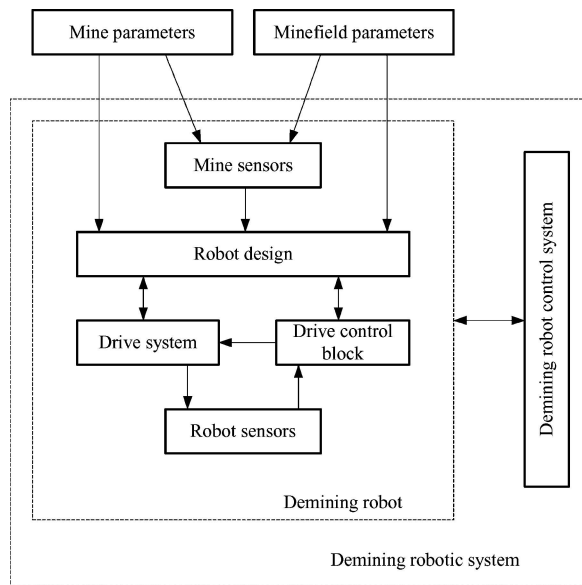 Mine parameters
Minefield parameters
Mine sensors
Robot design
Drive system
Drive control
block
Robot sensors
Demining robot control system
Demining robot
Demining robotic system